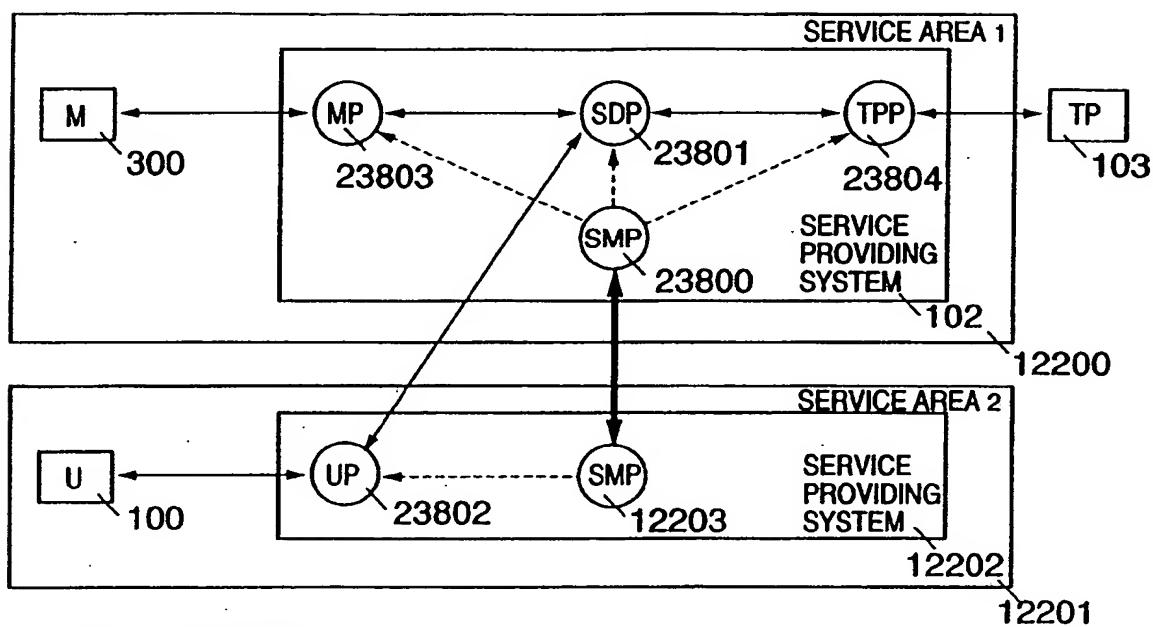 SERVICE AREA 1
M
300
MP
23803
SDP
23801
TPP
23804
TP
103
SMP
23800
SERVICE
PROVIDING
SYSTEM
102
12200
SERVICE AREA 2
U
100
UP
23802
SMP
12203
SERVICE
PROVIDING
SYSTEM
12202
12201